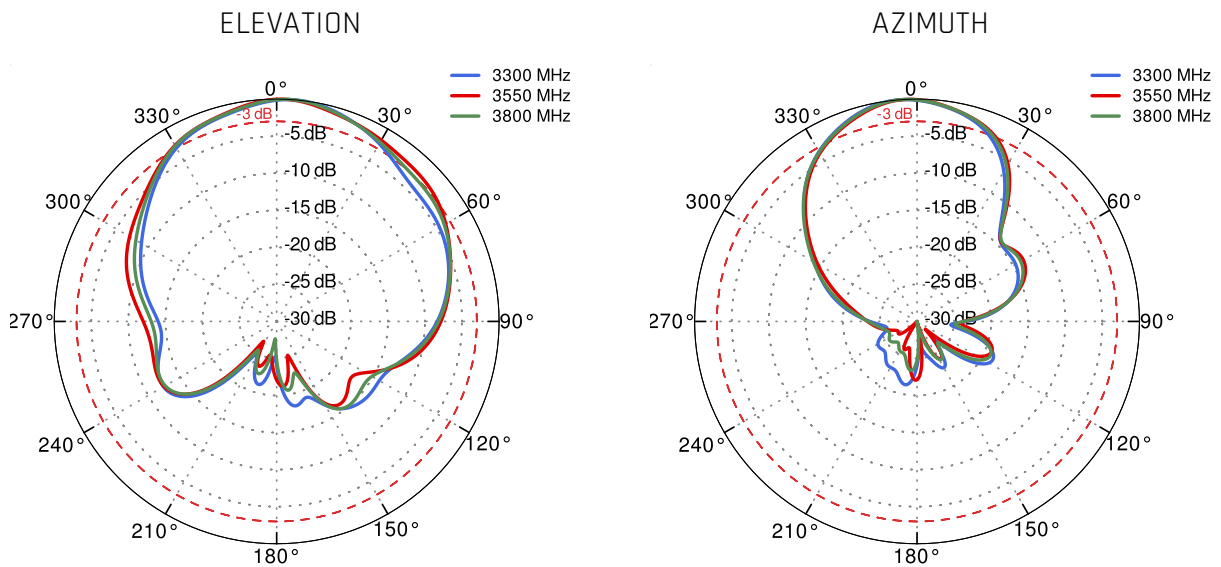 ELEVATION
3300 MHz
3550 MHz
3800 MHz
0°
-3 dB
330°
30°
-5 dB
-10 dB
300°
60°
-15 dB
-20 dB
-25 dB
-30 dB
270°
90°
240°
120°
210°
150°
180°
AZIMUTH
3300 MHz
3550 MHz
3800 MHz
0°
-3 dB
330°
30°
-5 dB
-10 dB
300°
60°
-15 dB
-20 dB
-25 dB
-30 dB
270°
90°
240°
120°
210°
150°
180°